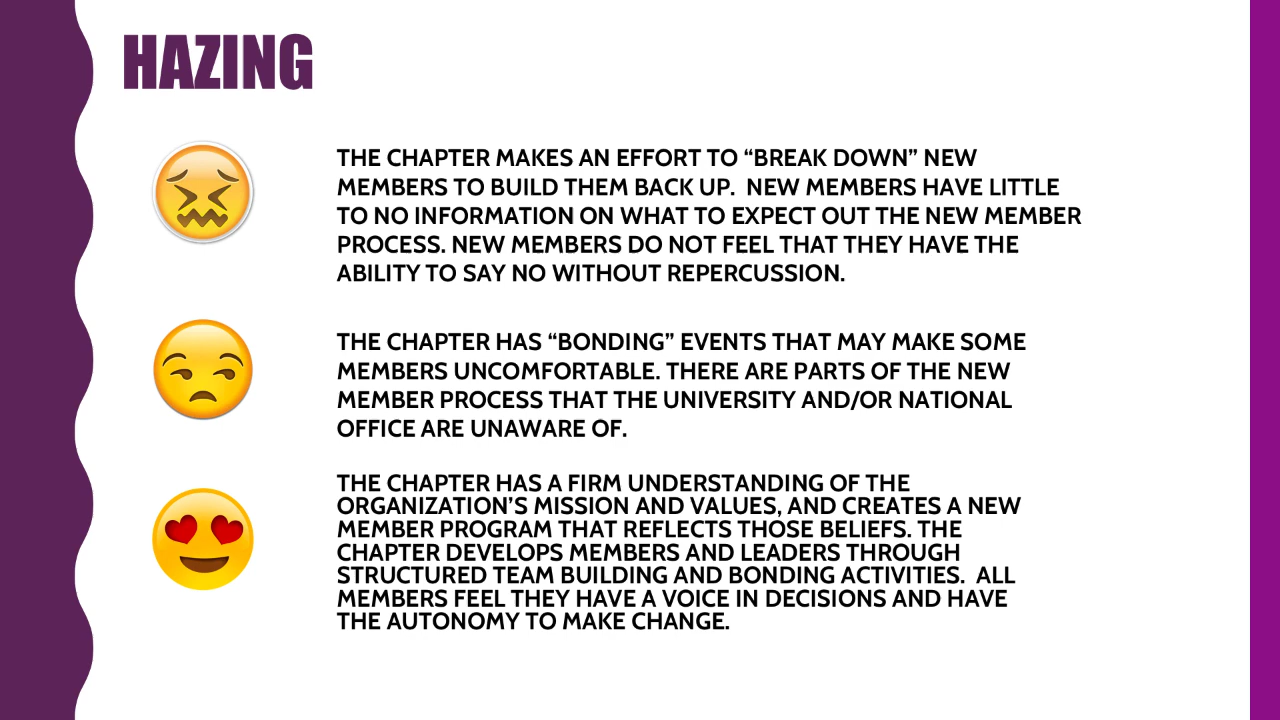 HAZING
THE CHAPTER MAKES AN EFFORT TO “BREAK DOWN” NEW
MEMBERS TO BUILD THEM BACK UP.  NEW MEMBERS HAVE LITTLE
TO NO INFORMATION ON WHAT TO EXPECT OUT THE NEW MEMBER
PROCESS. NEW MEMBERS DO NOT FEEL THAT THEY HAVE THE
ABILITY TO SAY NO WITHOUT REPERCUSSION.
THE CHAPTER HAS “BONDING” EVENTS THAT MAY MAKE SOME
MEMBERS UNCOMFORTABLE. THERE ARE PARTS OF THE NEW
MEMBER PROCESS THAT THE UNIVERSITY AND/OR NATIONAL
OFFICE ARE UNAWARE OF.
THE CHAPTER HAS A FIRM UNDERSTANDING OF THE
ORGANIZATION’S MISSION AND VALUES, AND CREATES A NEW
MEMBER PROGRAM THAT REFLECTS THOSE BELIEFS. THE
CHAPTER DEVELOPS MEMBERS AND LEADERS THROUGH
STRUCTURED TEAM BUILDING AND BONDING ACTIVITIES.  ALL
MEMBERS FEEL THEY HAVE A VOICE IN DECISIONS AND HAVE
THE AUTONOMY TO MAKE CHANGE.